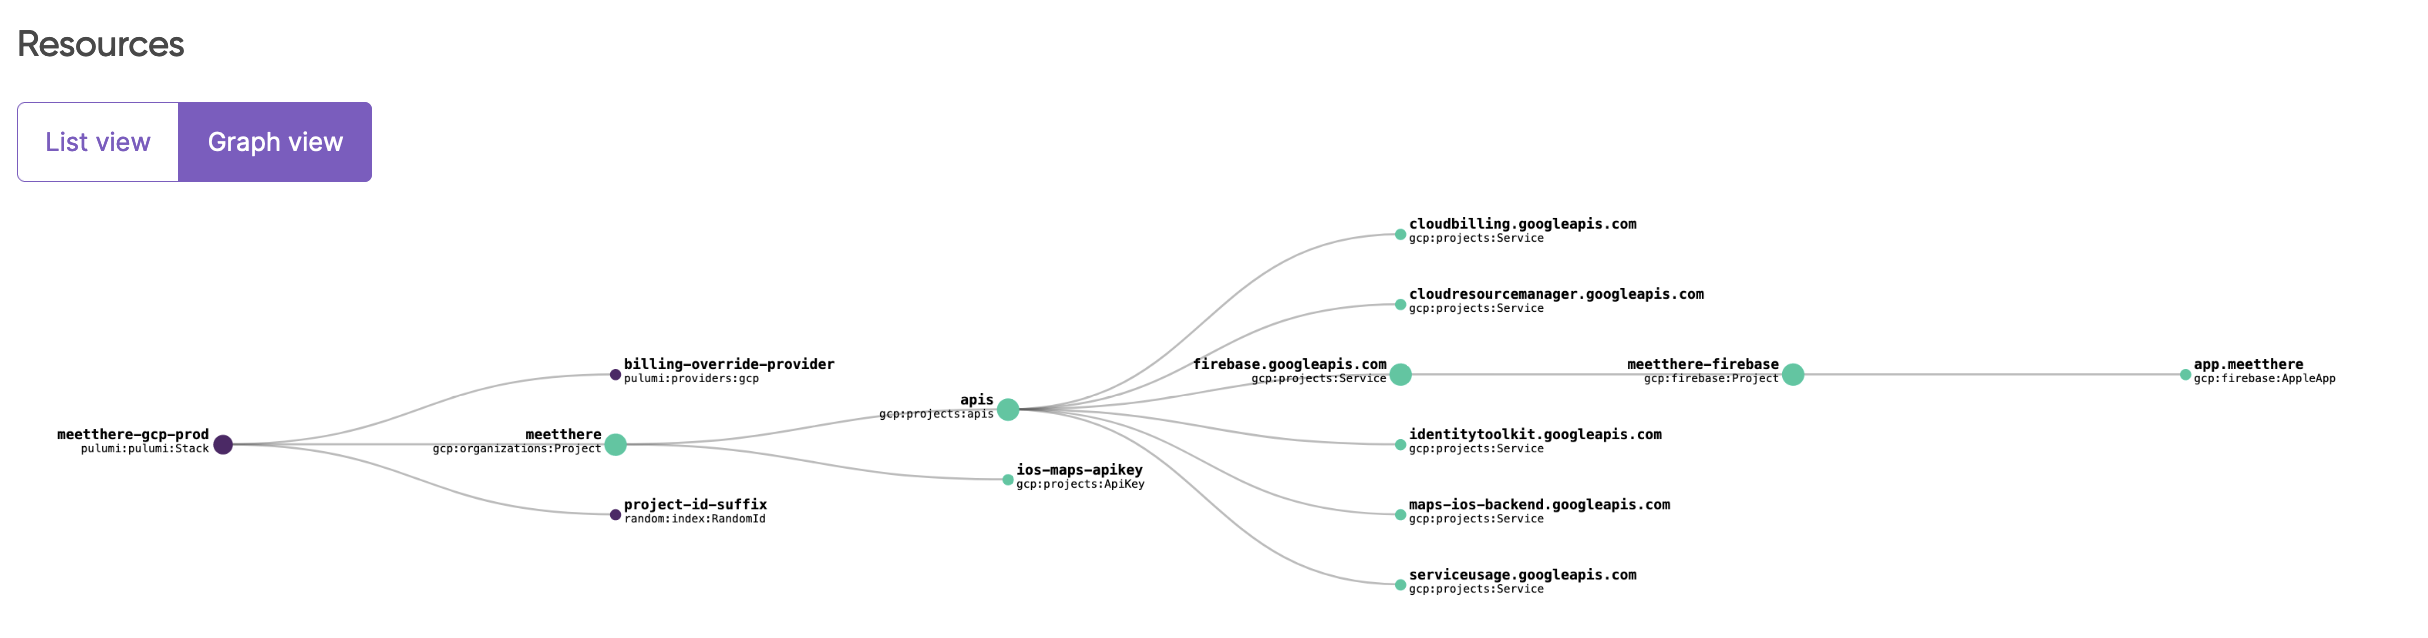 Resources
List view
Graph view
cloudbilling.googleapis.com
gcp:projects:Service
cloudresourcemanager.googleapis.com
gcp:projects:Service
billing-override-provider
pulumi:providers:gcp
firebase.googleapis.com
gcp:projects:Service
meetthere-firebase
gcp:firebase:Project
app.meetthere
gcp:firebase:AppleApp
apis
gcp:projects:apis
meetthere-gcp-prod
pulumi:pulumi:Stack
meetthere
gcp:organizations:Project
identitytoolkit.googleapis.com
gcp:projects:Service
ios-maps-apikey
gcp:projects:ApiKey
project-id-suffix
random:index:RandomId
maps-ios-backend.googleapis.com
gcp:projects:Service
serviceusage.googleapis.com
gcp:projects:Service